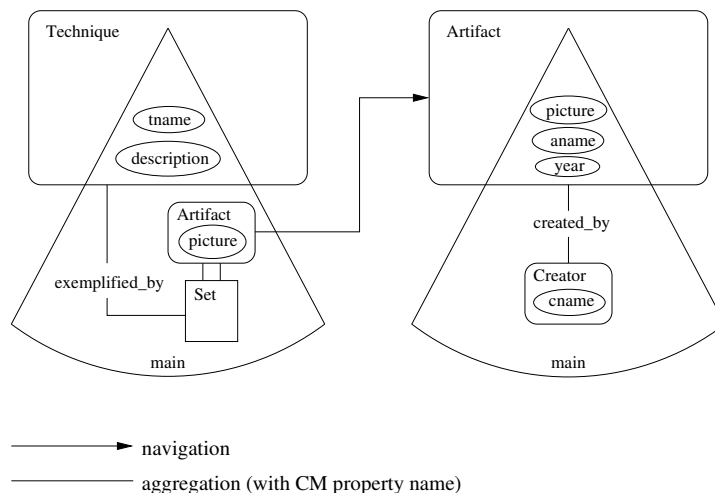 Technique
tname
description
Artifact
picture
exemplified_by
Set
main
Artifact
picture
aname
year
created_by
Creator
cname
main
navigation
aggregation (with CM property name)